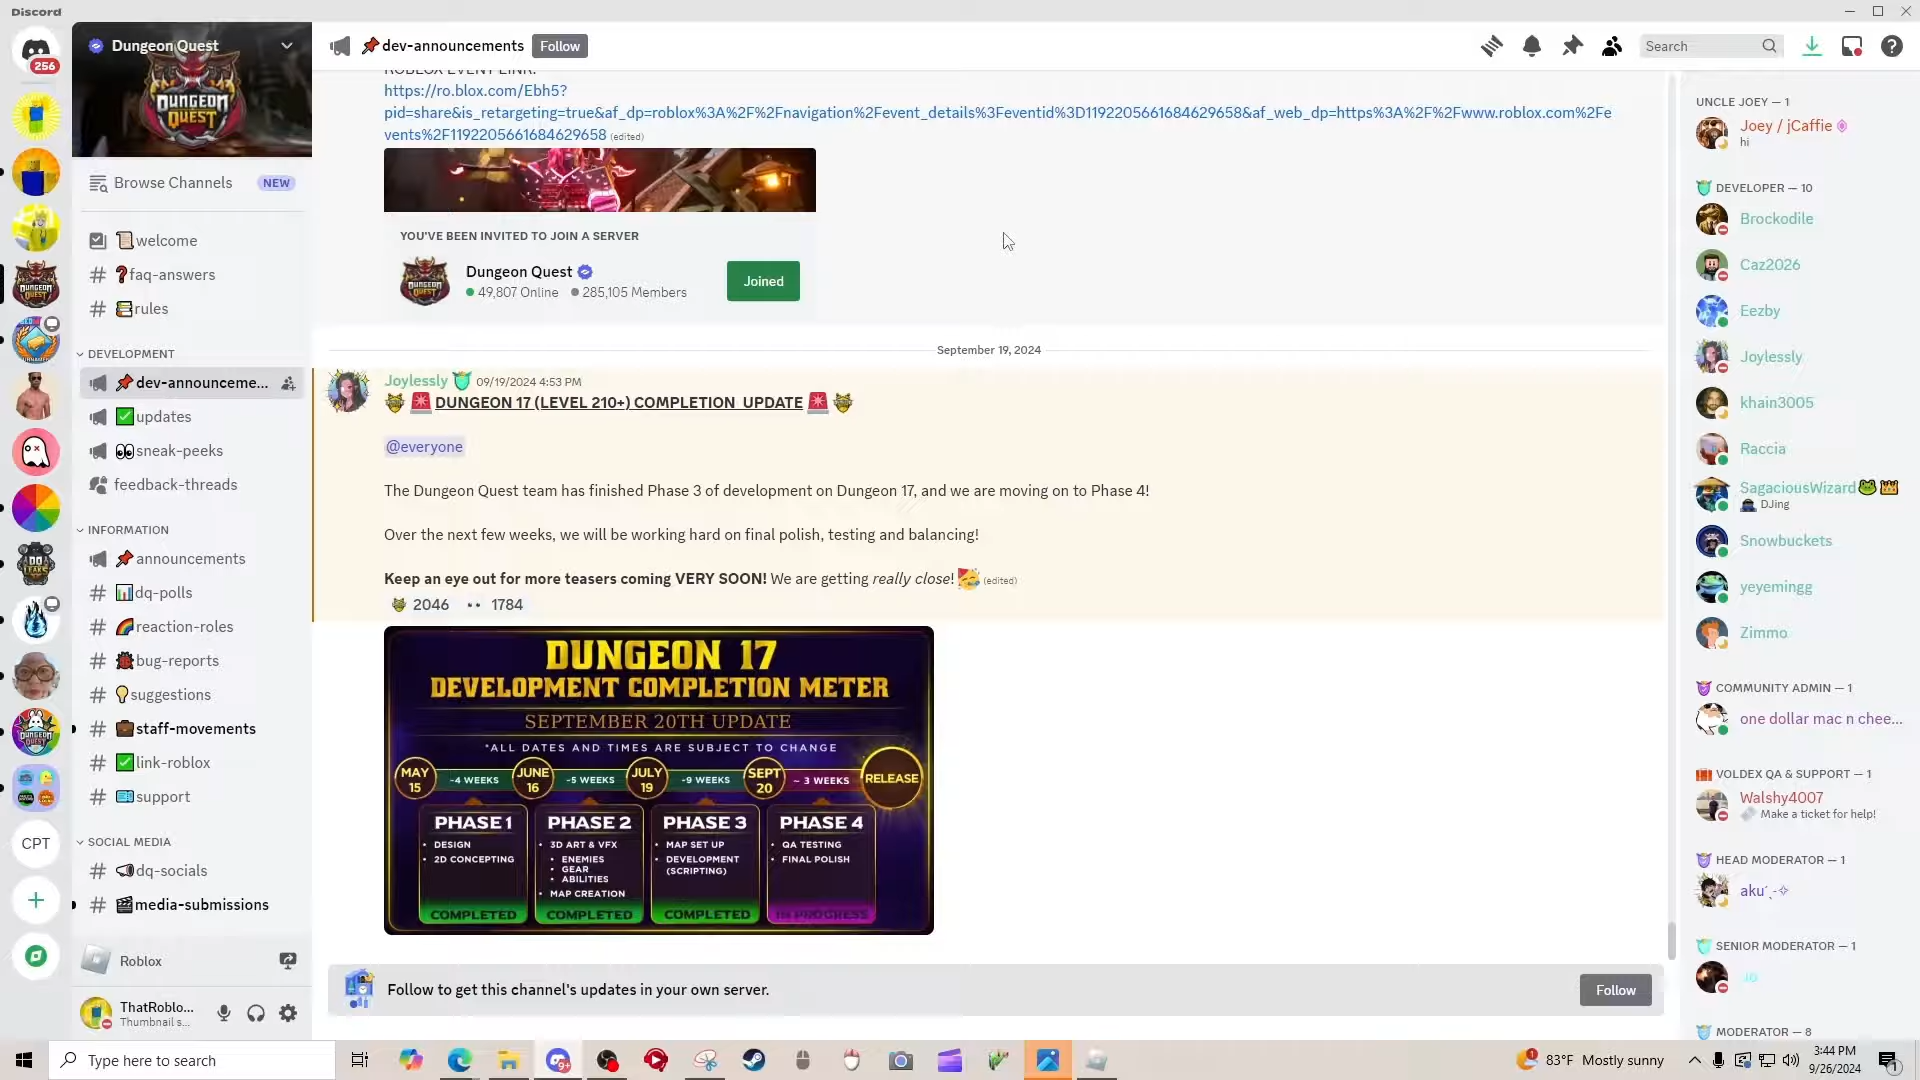 Discord
256
Dungeon Quest
DUNGEON QUEST
Browse Channels
NEW
welcome
faq-answers
rules
DEVELOPMENT
dev-announceme...
updates
sneak-peeks
feedback-threads
INFORMATION
announcements
dq-polls
reaction-roles
bug-reports
suggestions
staff-movements
link-roblox
support
SOCIAL MEDIA
dq-socials
media-submissions
CPT
Roblox
ThatRoblo...
Thumbnail s...
dev-announcements
Follow
Search
ROBLOX EVENT LINK:
https://ro.blox.com/Ebh5?
pid=share&is_retargeting=true&af_dp=roblox%3A%2F%2Fnavigation%2Fevent_details%3Feventid%3D1192205661684629658&af_web_dp=https%3A%2F%2Fwww.roblox.com%2Fe
vents%2F1192205661684629658 (edited)
YOU'VE BEEN INVITED TO JOIN A SERVER
Dungeon Quest
49,807 Online 285,105 Members
Joined
September 19, 2024
Joylessly 09/19/2024 4:53 PM
DUNGEON 17 (LEVEL 210+) COMPLETION UPDATE
@everyone
The Dungeon Quest team has finished Phase 3 of development on Dungeon 17, and we are moving on to Phase 4!
Over the next few weeks, we will be working hard on final polish, testing and balancing!
Keep an eye out for more teasers coming VERY SOON! We are getting really close! (edited)
2046 1784
DUNGEON 17
DEVELOPMENT COMPLETION METER
SEPTEMBER 20TH UPDATE
*ALL DATES AND TIMES ARE SUBJECT TO CHANGE
MAY 15 ~4 WEEKS JUNE 16 ~5 WEEKS JULY 19 ~9 WEEKS SEPT 20 ~ 3 WEEKS RELEASE
PHASE 1
• DESIGN
• 2D CONCEPTING
COMPLETED
PHASE 2
• 3D ART & VFX
• ENEMIES
• GEAR
• ABILITIES
• MAP CREATION
COMPLETED
PHASE 3
• MAP SET UP
• DEVELOPMENT
(SCRIPTING)
COMPLETED
PHASE 4
• QA TESTING
• FINAL POLISH
IN PROGRESS
Follow to get this channel's updates in your own server.
Follow
UNCLE JOEY — 1
Joey / jCaffie
hi
DEVELOPER — 10
Brockodile
Caz2026
Eezby
Joylessly
khain3005
Raccia
SagaciousWizard
DJing
Snowbuckets
yeyemingg
Zimmo
COMMUNITY ADMIN — 1
one dollar mac n chee...
VOLDEX QA & SUPPORT — 1
Walshy4007
Make a ticket for help!
HEAD MODERATOR — 1
aku
SENIOR MODERATOR — 1
MODERATOR — 8
Type here to search
9+
83°F Mostly sunny
3:44 PM
9/26/2024